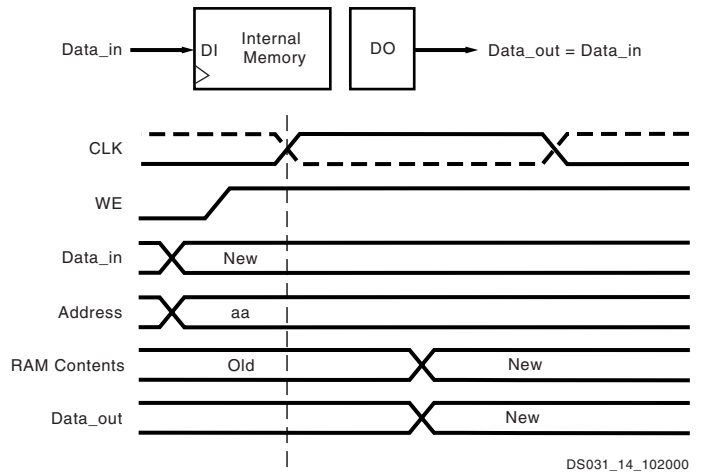 Data_in
DI
Internal
Memory
DO
Data_out = Data_in
CLK
WE
Data_in
New
Address
aa
RAM Contents
Old
New
Data_out
New
DS031_14_102000